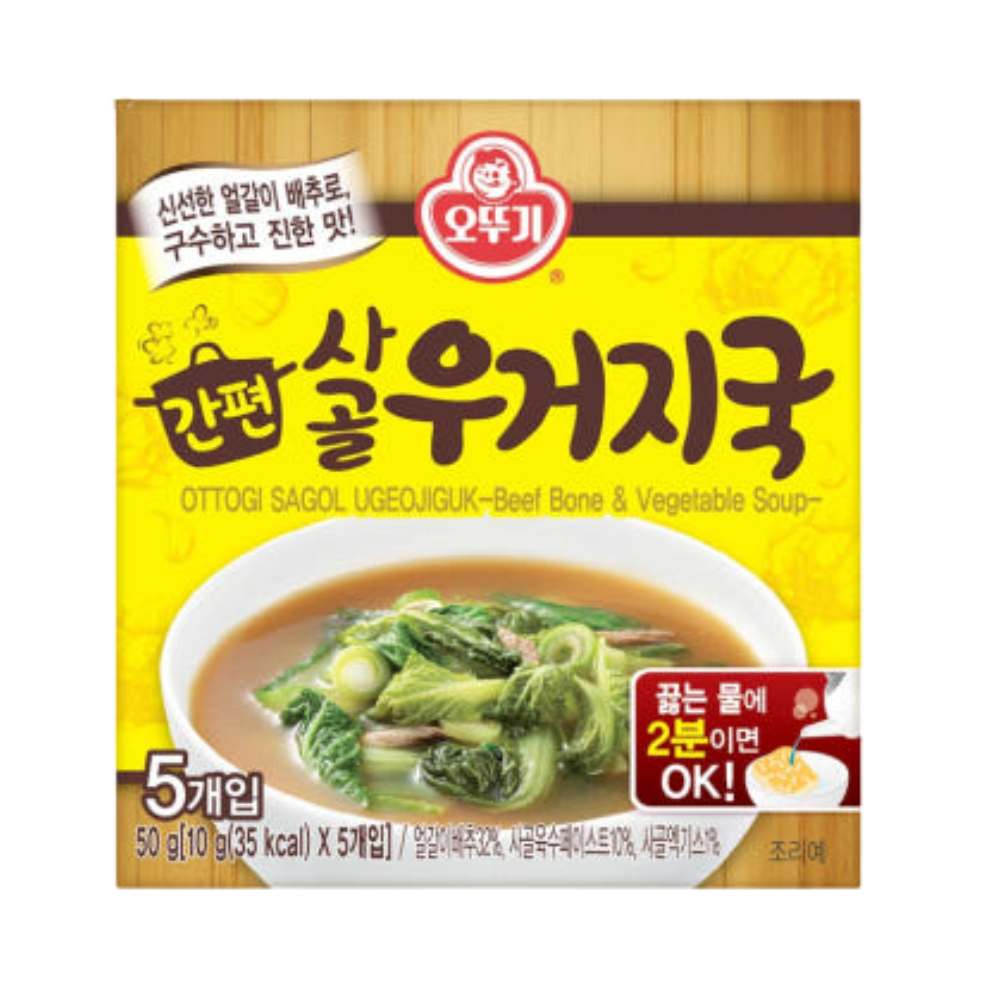 신선한 얼갈이 배추로,
구수하고 진한 맛!
오뚜기
®
간편 사골 우거지국
OTTOGI SAGOL UGEOJIGUK-Beef Bone & Vegetable Soup-
끓는 물에
2분이면
OK!
5개입
50 g[10 g(35 kcal) X 5개입] / 얼갈이배추32%, 사골육수페이스트10%, 사골엑기스1%
조리예